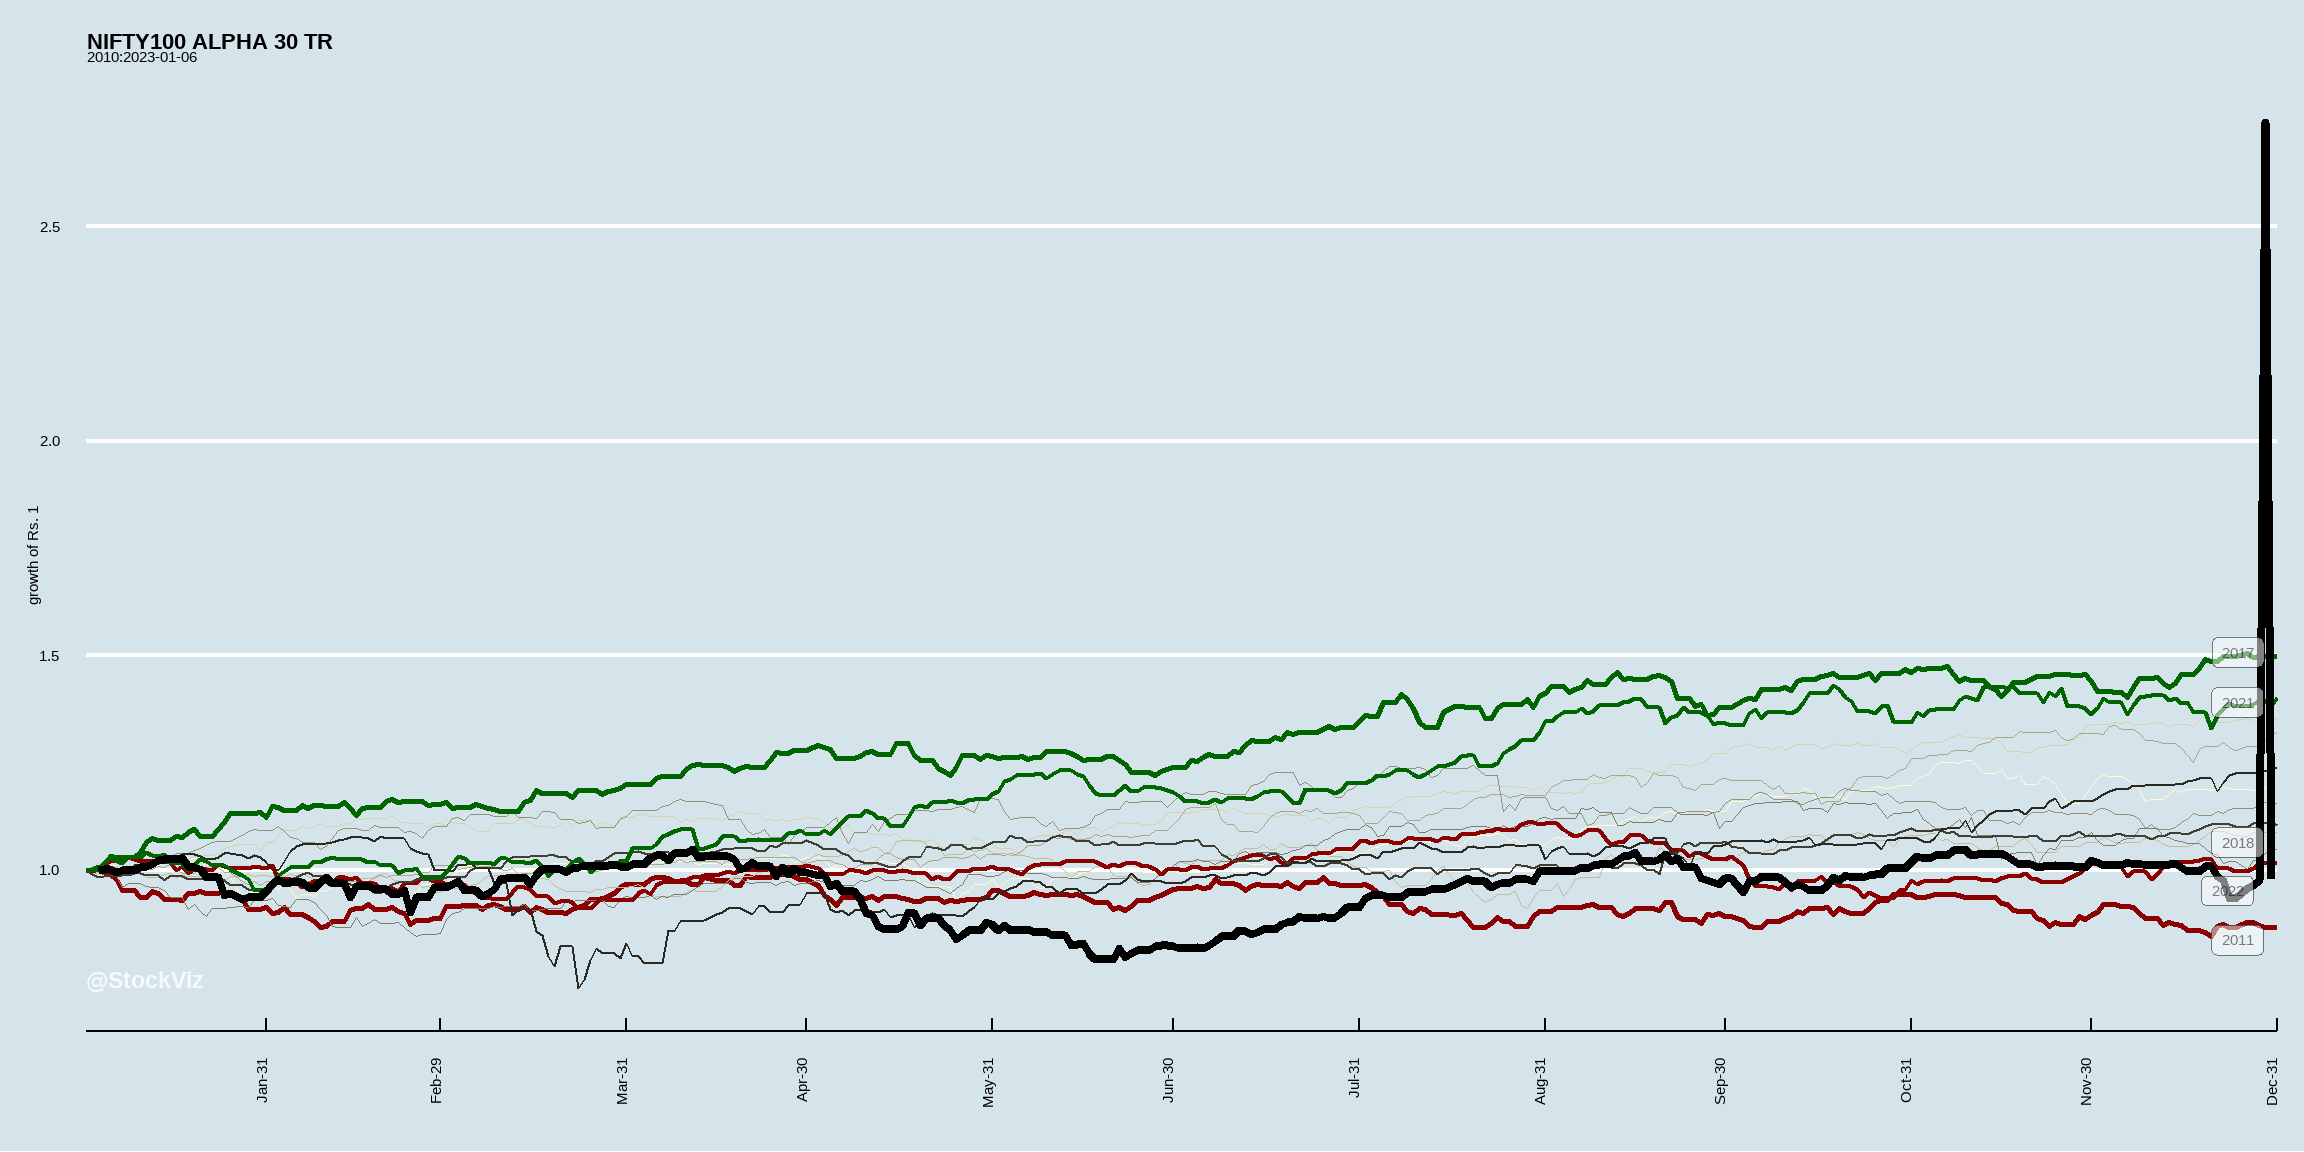 NIFTY100 ALPHA 30 TR
2010:2023-01-06
growth of Rs. 1
2.5
2.0
1.5
1.0
2017
2021
2018
2022
2011
@StockViz
Jan-31
Feb-29
Mar-31
Apr-30
May-31
Jun-30
Jul-31
Aug-31
Sep-30
Oct-31
Nov-30
Dec-31